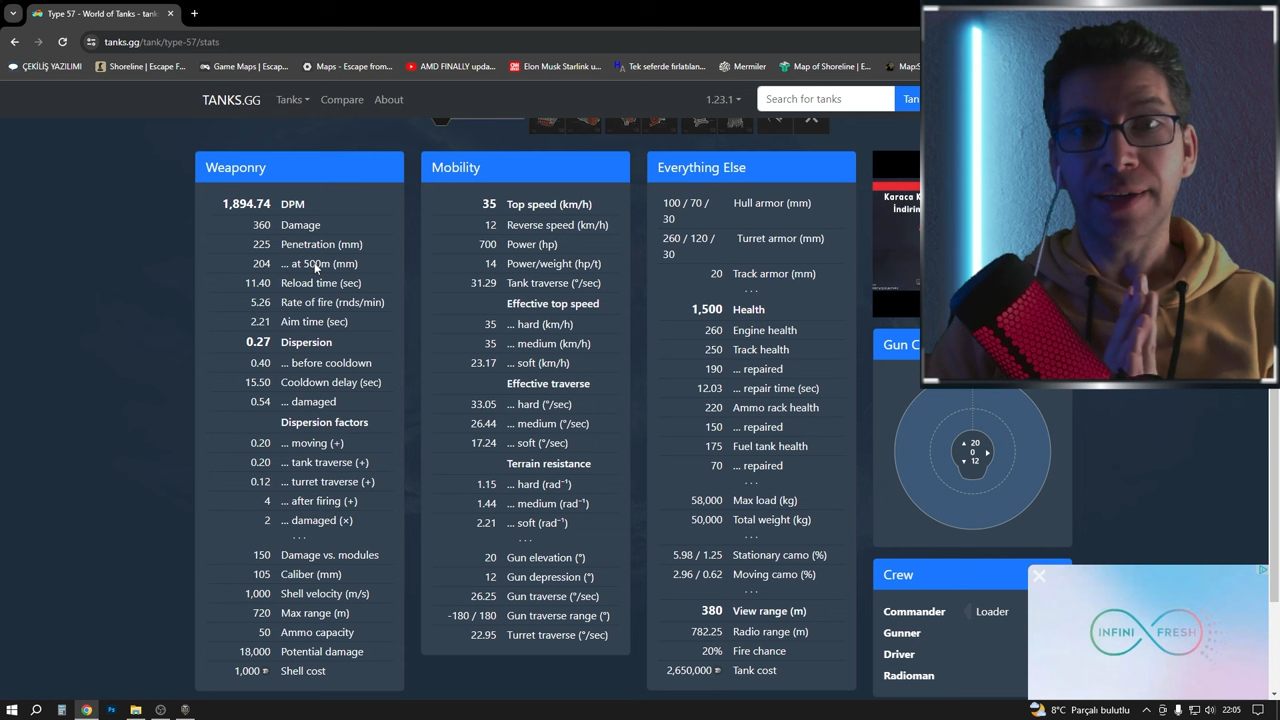 Type 57 - World of Tanks - tank
tanks.gg/tank/type-57/stats
ÇEKİLİŞ YAZILIMI
Shoreline | Escape F...
Game Maps | Escap...
Maps - Escape from...
AMD FINALLY upda...
Elon Musk Starlink u...
Tek seferde fırlatılan...
Mermiler
Map of Shoreline | E...
MapS
TANKS.GG
Tanks
Compare
About
1.23.1
Search for tanks
Tan
Weaponry
1,894.74 DPM
360 Damage
225 Penetration (mm)
204 ... at 500m (mm)
11.40 Reload time (sec)
5.26 Rate of fire (rnds/min)
2.21 Aim time (sec)
0.27 Dispersion
0.40 ... before cooldown
15.50 Cooldown delay (sec)
0.54 ... damaged
Dispersion factors
0.20 ... moving (+)
0.20 ... tank traverse (+)
0.12 ... turret traverse (+)
4 ... after firing (+)
2 ... damaged (×)
...
150 Damage vs. modules
105 Caliber (mm)
1,000 Shell velocity (m/s)
720 Max range (m)
50 Ammo capacity
18,000 Potential damage
1,000 Shell cost
Mobility
35 Top speed (km/h)
12 Reverse speed (km/h)
700 Power (hp)
14 Power/weight (hp/t)
31.29 Tank traverse (°/sec)
Effective top speed
35 ... hard (km/h)
35 ... medium (km/h)
23.17 ... soft (km/h)
Effective traverse
33.05 ... hard (°/sec)
26.44 ... medium (°/sec)
17.24 ... soft (°/sec)
Terrain resistance
1.15 ... hard (rad⁻¹)
1.44 ... medium (rad⁻¹)
2.21 ... soft (rad⁻¹)
...
20 Gun elevation (°)
12 Gun depression (°)
26.25 Gun traverse (°/sec)
-180 / 180 Gun traverse range (°)
22.95 Turret traverse (°/sec)
Everything Else
100 / 70 / 30 Hull armor (mm)
260 / 120 / 30 Turret armor (mm)
20 Track armor (mm)
...
1,500 Health
260 Engine health
250 Track health
190 ... repaired
12.03 ... repair time (sec)
220 Ammo rack health
150 ... repaired
175 Fuel tank health
70 ... repaired
...
58,000 Max load (kg)
50,000 Total weight (kg)
...
5.98 / 1.25 Stationary camo (%)
2.96 / 0.62 Moving camo (%)
...
380 View range (m)
782.25 Radio range (m)
20% Fire chance
2,650,000 Tank cost
Karaca K
İndirim
Gun C
20
0
12
Crew
Commander Loader
Gunner
Driver
Radioman
INFINI FRESH
8°C Parçalı bulutlu
22:05